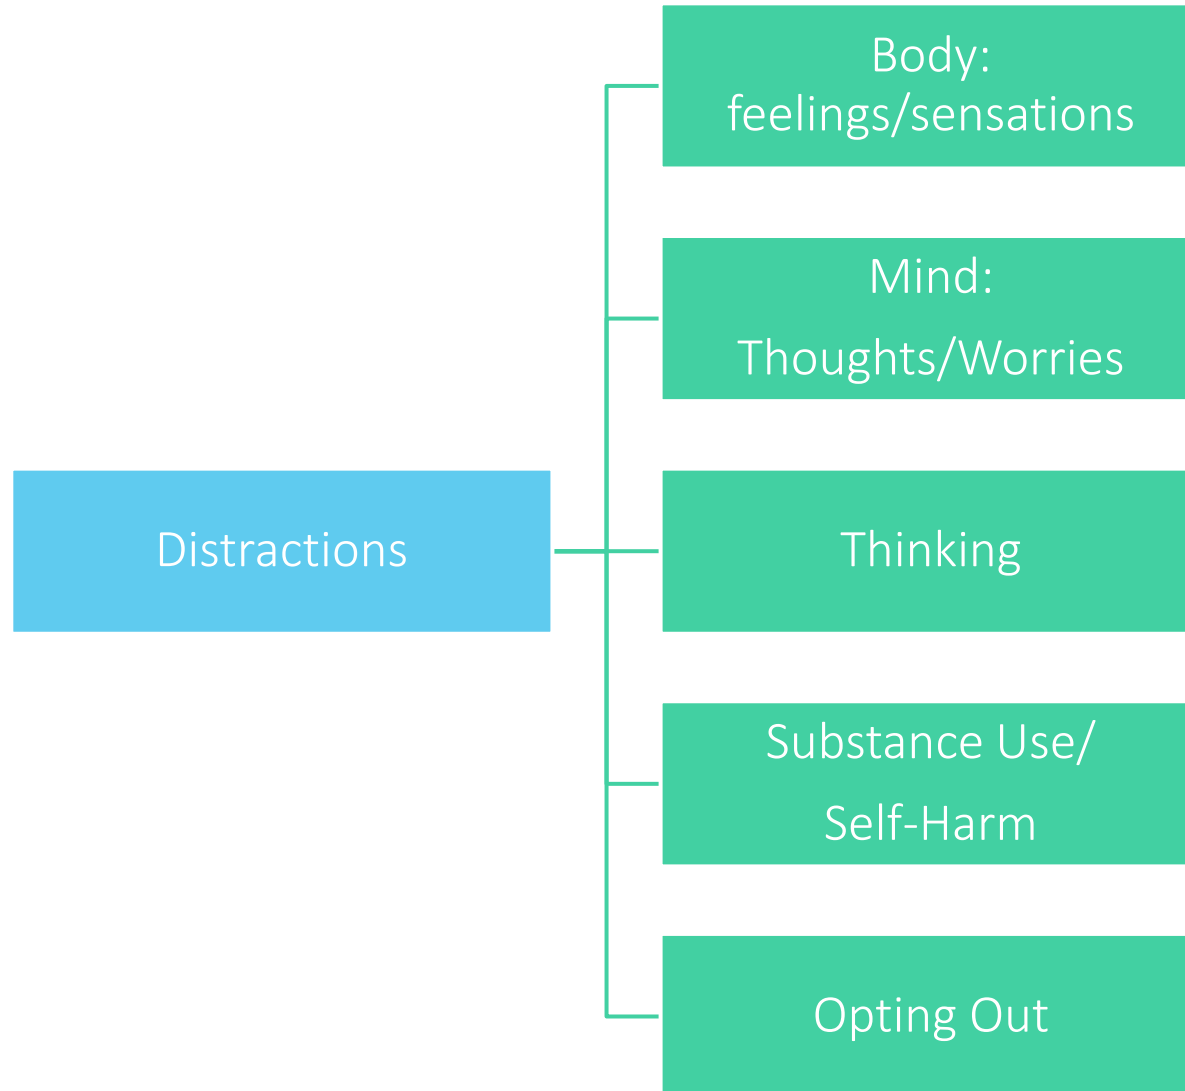 Body:
feelings/sensations
Mind:
Thoughts/Worries
Distractions
Thinking
Substance Use/
Self-Harm
Opting Out